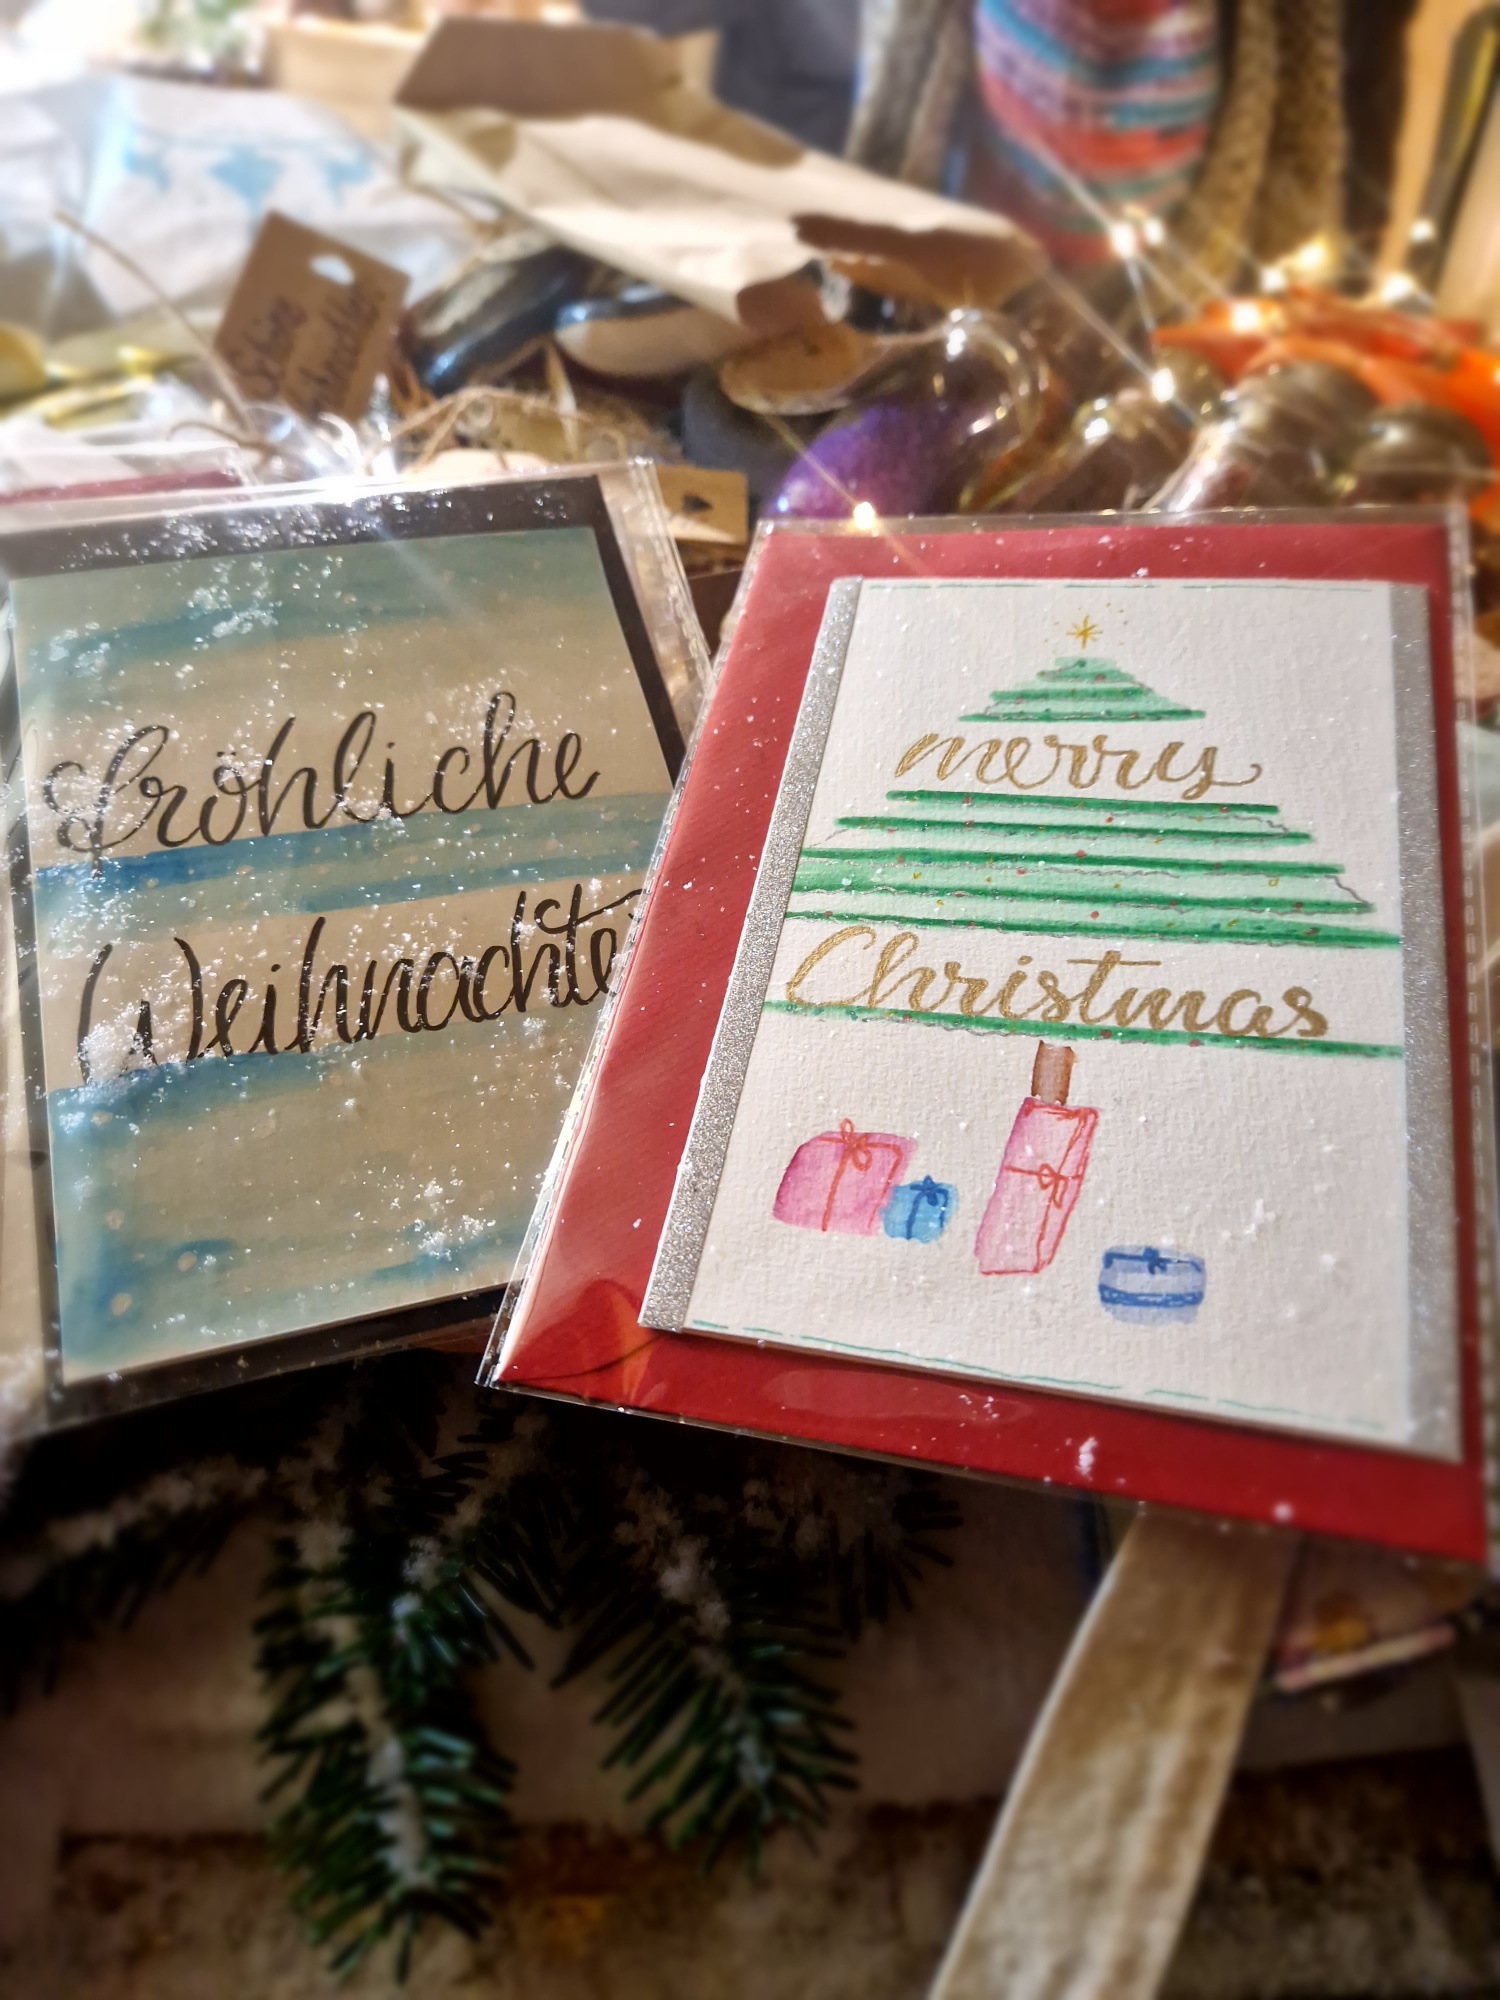 Fröhliche
Weihnachte
merry
Christmas